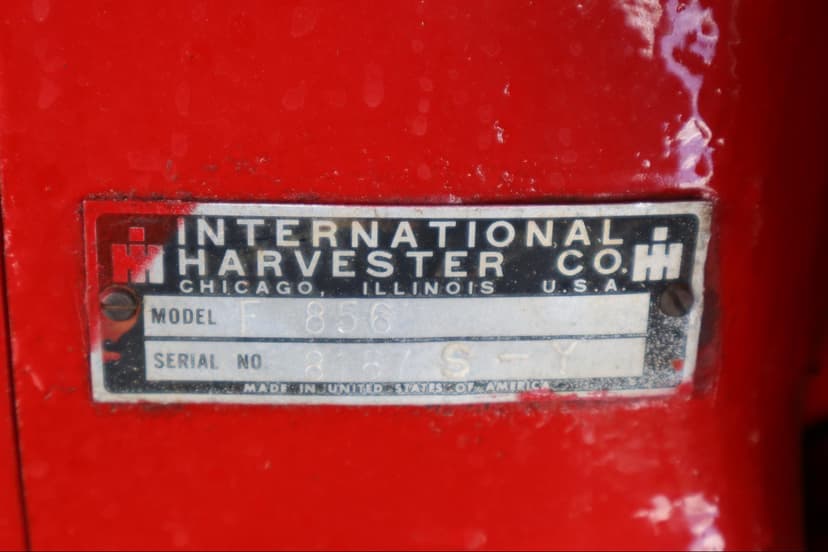 INTERNATIONAL
HARVESTER CO.
CHICAGO, ILLINOIS U.S.A.
MODEL F 856
SERIAL NO S-Y
MADE IN UNITED STATES OF AMERICA